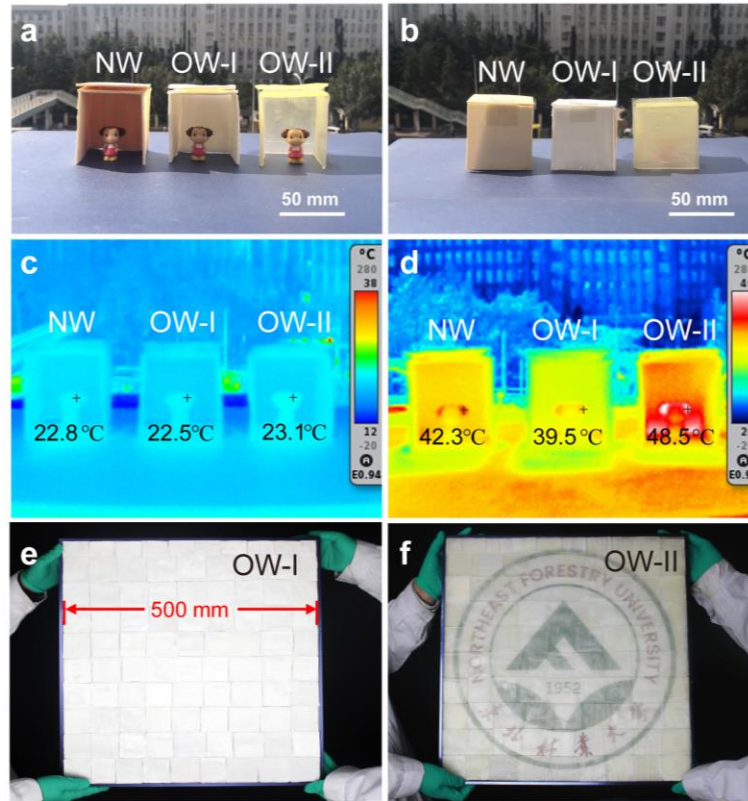 a
NW OW-I OW-II
50 mm
b
NW OW-I OW-II
50 mm
c
NW OW-I OW-II
22.8℃ 22.5℃ 23.1℃
°C
280
38
12
-20
A
E0.94
d
NW OW-I OW-II
42.3℃ 39.5℃ 48.5℃
°C
280
-20
e
OW-I
500 mm
f
OW-II
NORTHEAST FORESTRY UNIVERSITY
1952